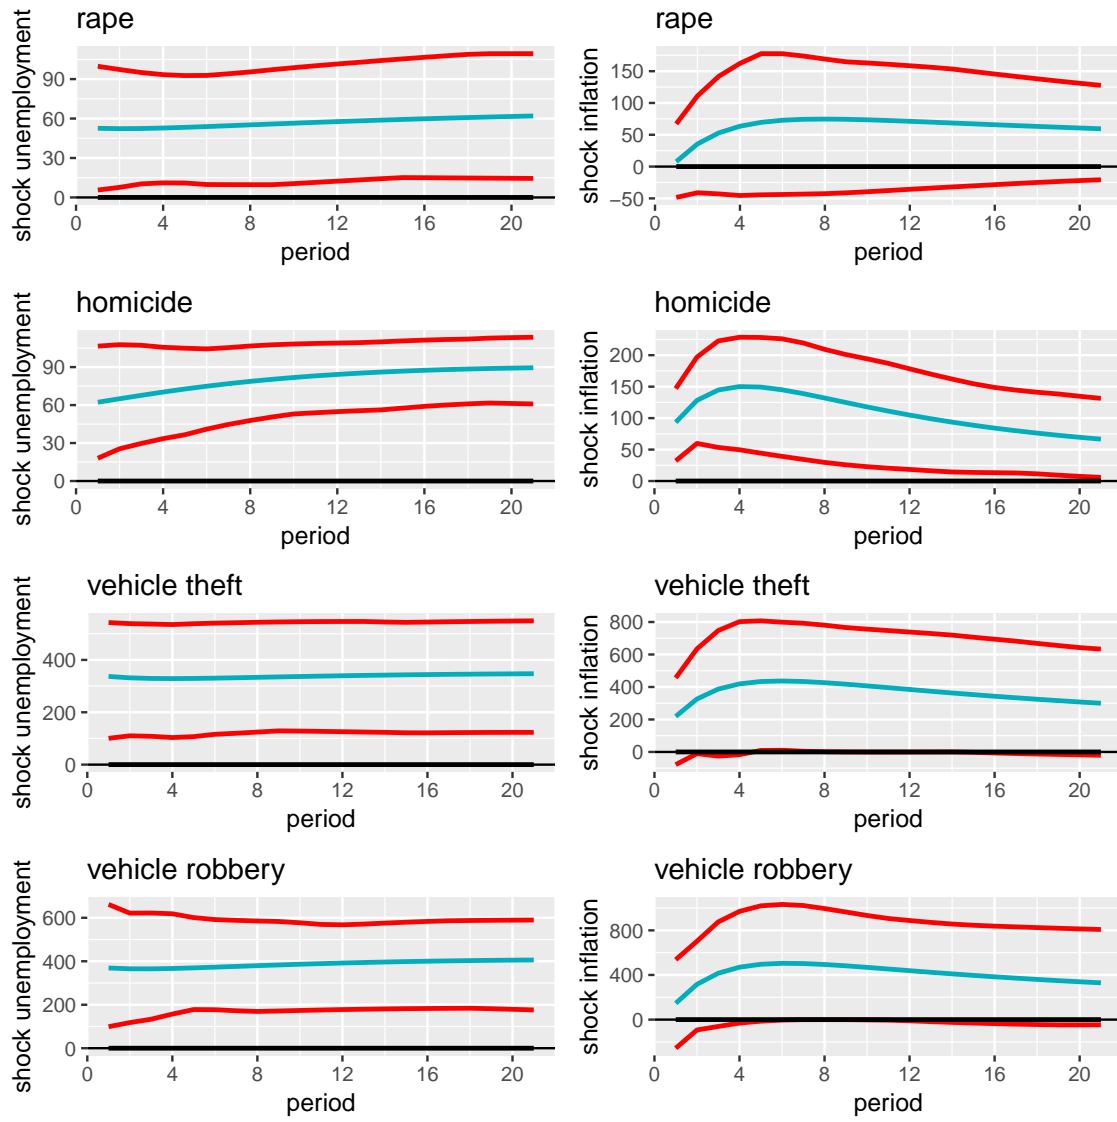 rape
shock unemployment
90
60
30
0
0 4 8 12 16 20
period
rape
shock inflation
150
100
50
0
−50
0 4 8 12 16 20
period
homicide
shock unemployment
90
60
30
0
0 4 8 12 16 20
period
homicide
shock inflation
200
150
100
50
0
0 4 8 12 16 20
period
vehicle theft
shock unemployment
400
200
0
0 4 8 12 16 20
period
vehicle theft
shock inflation
800
600
400
200
0
0 4 8 12 16 20
period
vehicle robbery
shock unemployment
600
400
200
0
0 4 8 12 16 20
period
vehicle robbery
shock inflation
800
400
0
0 4 8 12 16 20
period